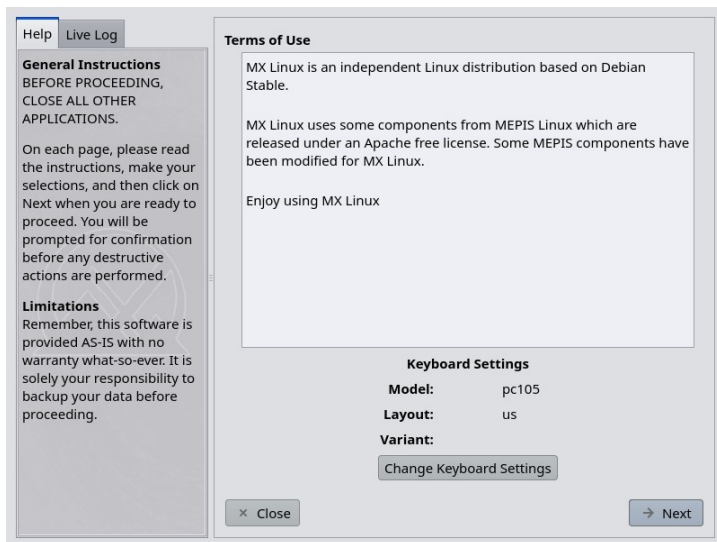 Help
Live Log
General Instructions
BEFORE PROCEEDING,
CLOSE ALL OTHER
APPLICATIONS.
On each page, please read
the instructions, make your
selections, and then click on
Next when you are ready to
proceed. You will be
prompted for confirmation
before any destructive
actions are performed.
Limitations
Remember, this software is
provided AS-IS with no
warranty what-so-ever. It is
solely your responsibility to
backup your data before
proceeding.
Terms of Use
MX Linux is an independent Linux distribution based on Debian
Stable.
MX Linux uses some components from MEPIS Linux which are
released under an Apache free license. Some MEPIS components have
been modified for MX Linux.
Enjoy using MX Linux
Keyboard Settings
Model: pc105
Layout: us
Variant:
Change Keyboard Settings
Close
Next